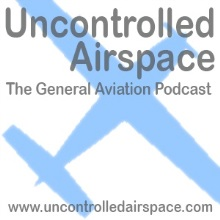 Uncontrolled
Airspace
The General Aviation Podcast
www.uncontrolledairspace.com